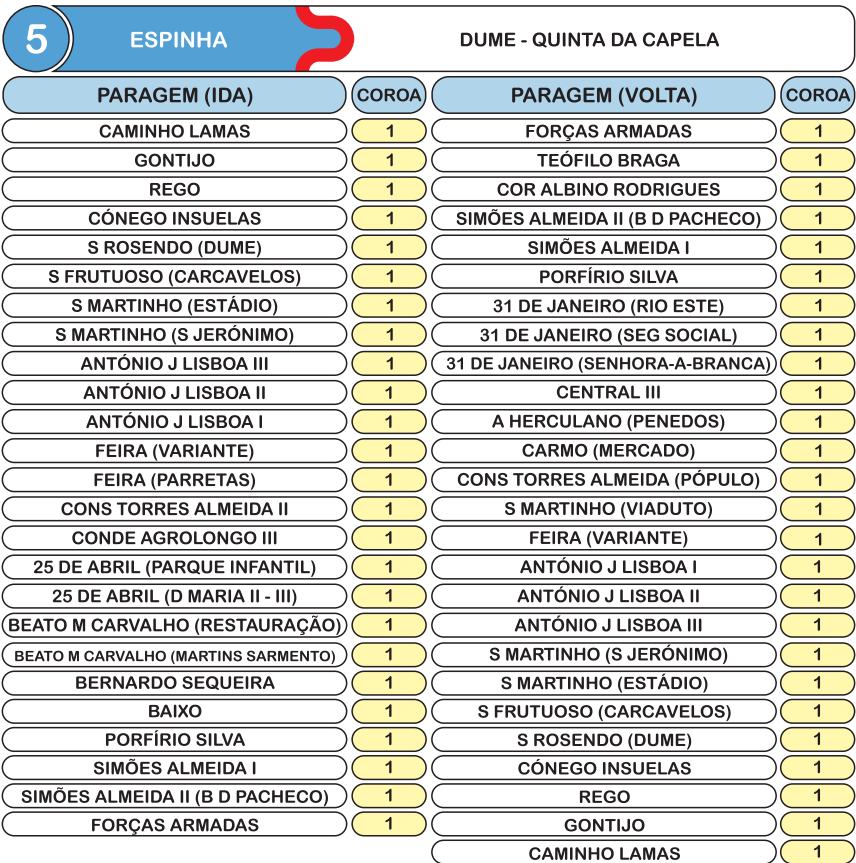 5 ESPINHA DUME - QUINTA DA CAPELA
PARAGEM (IDA) COROA PARAGEM (VOLTA) COROA
CAMINHO LAMAS 1 FORÇAS ARMADAS 1
GONTIJO 1 TEÓFILO BRAGA 1
REGO 1 COR ALBINO RODRIGUES 1
CÓNEGO INSUELAS 1 SIMÕES ALMEIDA II (B D PACHECO) 1
S ROSENDO (DUME) 1 SIMÕES ALMEIDA I 1
S FRUTUOSO (CARCAVELOS) 1 PORFÍRIO SILVA 1
S MARTINHO (ESTÁDIO) 1 31 DE JANEIRO (RIO ESTE) 1
S MARTINHO (S JERÓNIMO) 1 31 DE JANEIRO (SEG SOCIAL) 1
ANTÓNIO J LISBOA III 1 31 DE JANEIRO (SENHORA-A-BRANCA) 1
ANTÓNIO J LISBOA II 1 CENTRAL III 1
ANTÓNIO J LISBOA I 1 A HERCULANO (PENEDOS) 1
FEIRA (VARIANTE) 1 CARMO (MERCADO) 1
FEIRA (PARRETAS) 1 CONS TORRES ALMEIDA (PÓPULO) 1
CONS TORRES ALMEIDA II 1 S MARTINHO (VIADUTO) 1
CONDE AGROLONGO III 1 FEIRA (VARIANTE) 1
25 DE ABRIL (PARQUE INFANTIL) 1 ANTÓNIO J LISBOA I 1
25 DE ABRIL (D MARIA II - III) 1 ANTÓNIO J LISBOA II 1
BEATO M CARVALHO (RESTAURAÇÃO) 1 ANTÓNIO J LISBOA III 1
BEATO M CARVALHO (MARTINS SARMENTO) 1 S MARTINHO (S JERÓNIMO) 1
BERNARDO SEQUEIRA 1 S MARTINHO (ESTÁDIO) 1
BAIXO 1 S FRUTUOSO (CARCAVELOS) 1
PORFÍRIO SILVA 1 S ROSENDO (DUME) 1
SIMÕES ALMEIDA I 1 CÓNEGO INSUELAS 1
SIMÕES ALMEIDA II (B D PACHECO) 1 REGO 1
FORÇAS ARMADAS 1 GONTIJO 1
CAMINHO LAMAS 1